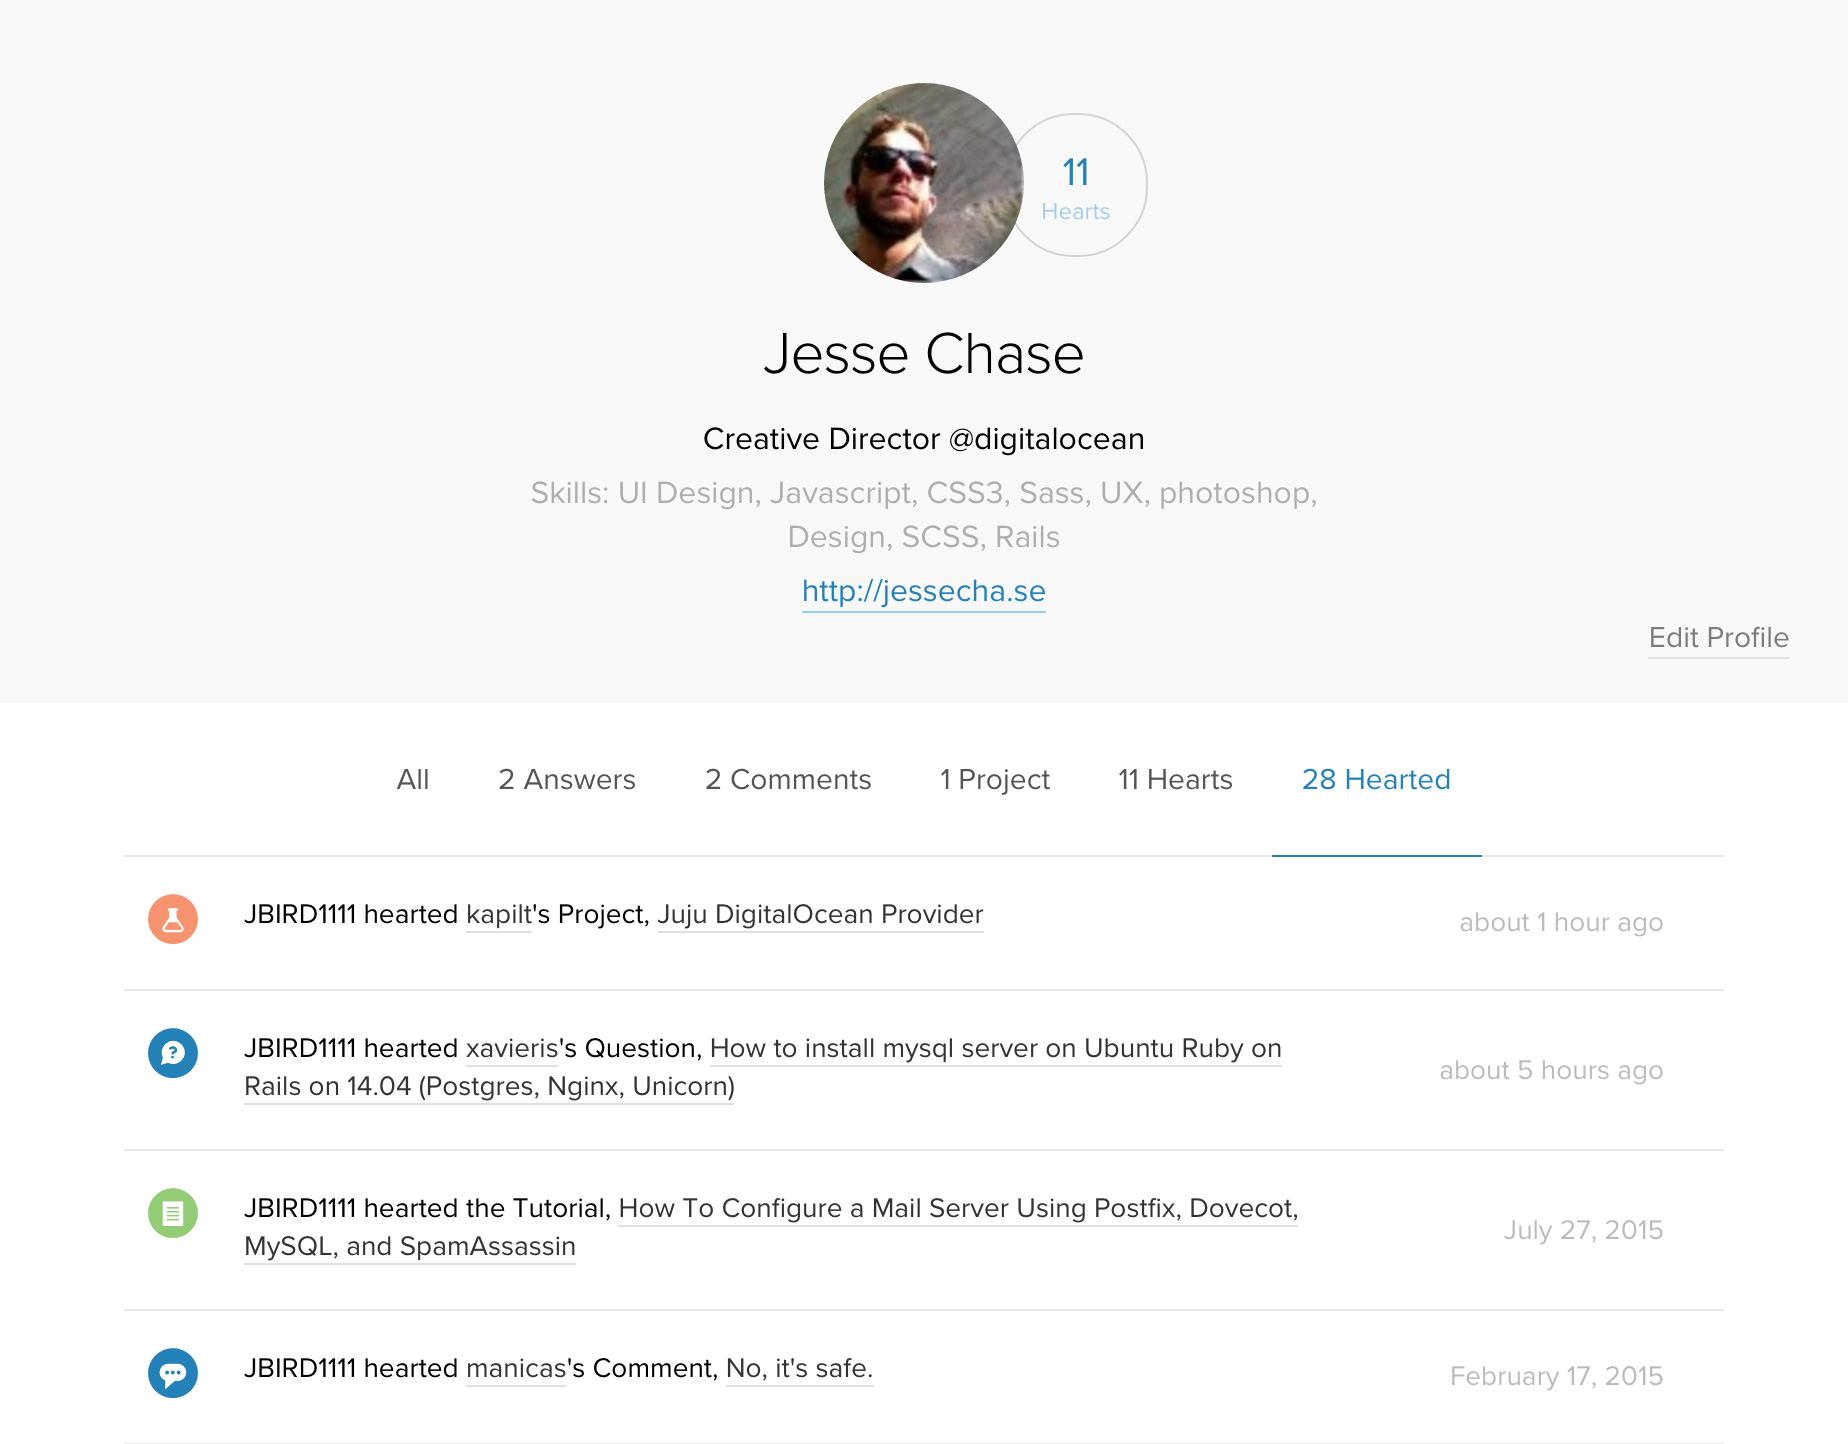 11
Hearts
Jesse Chase
Creative Director @digitalocean
Skills: UI Design, Javascript, CSS3, Sass, UX, photoshop,
Design, SCSS, Rails
http://jessecha.se
Edit Profile
All 2 Answers 2 Comments 1 Project 11 Hearts 28 Hearted
JBIRD1111 hearted kapilt's Project, Juju DigitalOcean Provider
about 1 hour ago
JBIRD1111 hearted xavieris's Question, How to install mysql server on Ubuntu Ruby on
Rails on 14.04 (Postgres, Nginx, Unicorn)
about 5 hours ago
JBIRD1111 hearted the Tutorial, How To Configure a Mail Server Using Postfix, Dovecot,
MySQL, and SpamAssassin
July 27, 2015
JBIRD1111 hearted manicas's Comment, No, it's safe.
February 17, 2015